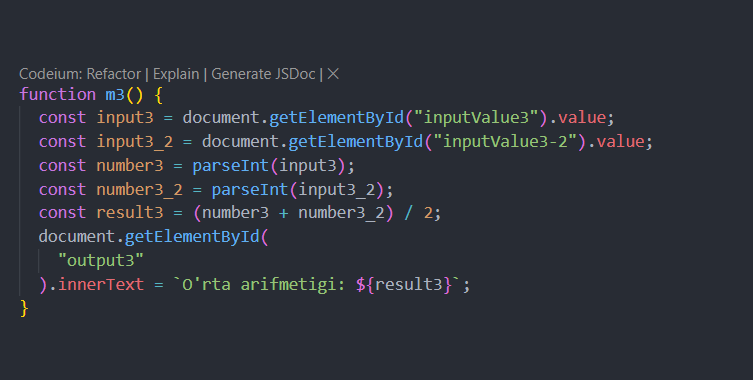 Codeium: Refactor | Explain | Generate JSDoc | ×
function m3() {
  const input3 = document.getElementById("inputValue3").value;
  const input3_2 = document.getElementById("inputValue3-2").value;
  const number3 = parseInt(input3);
  const number3_2 = parseInt(input3_2);
  const result3 = (number3 + number3_2) / 2;
  document.getElementById(
    "output3"
  ).innerText = `O'rta arifmetigi: ${result3}`;
}